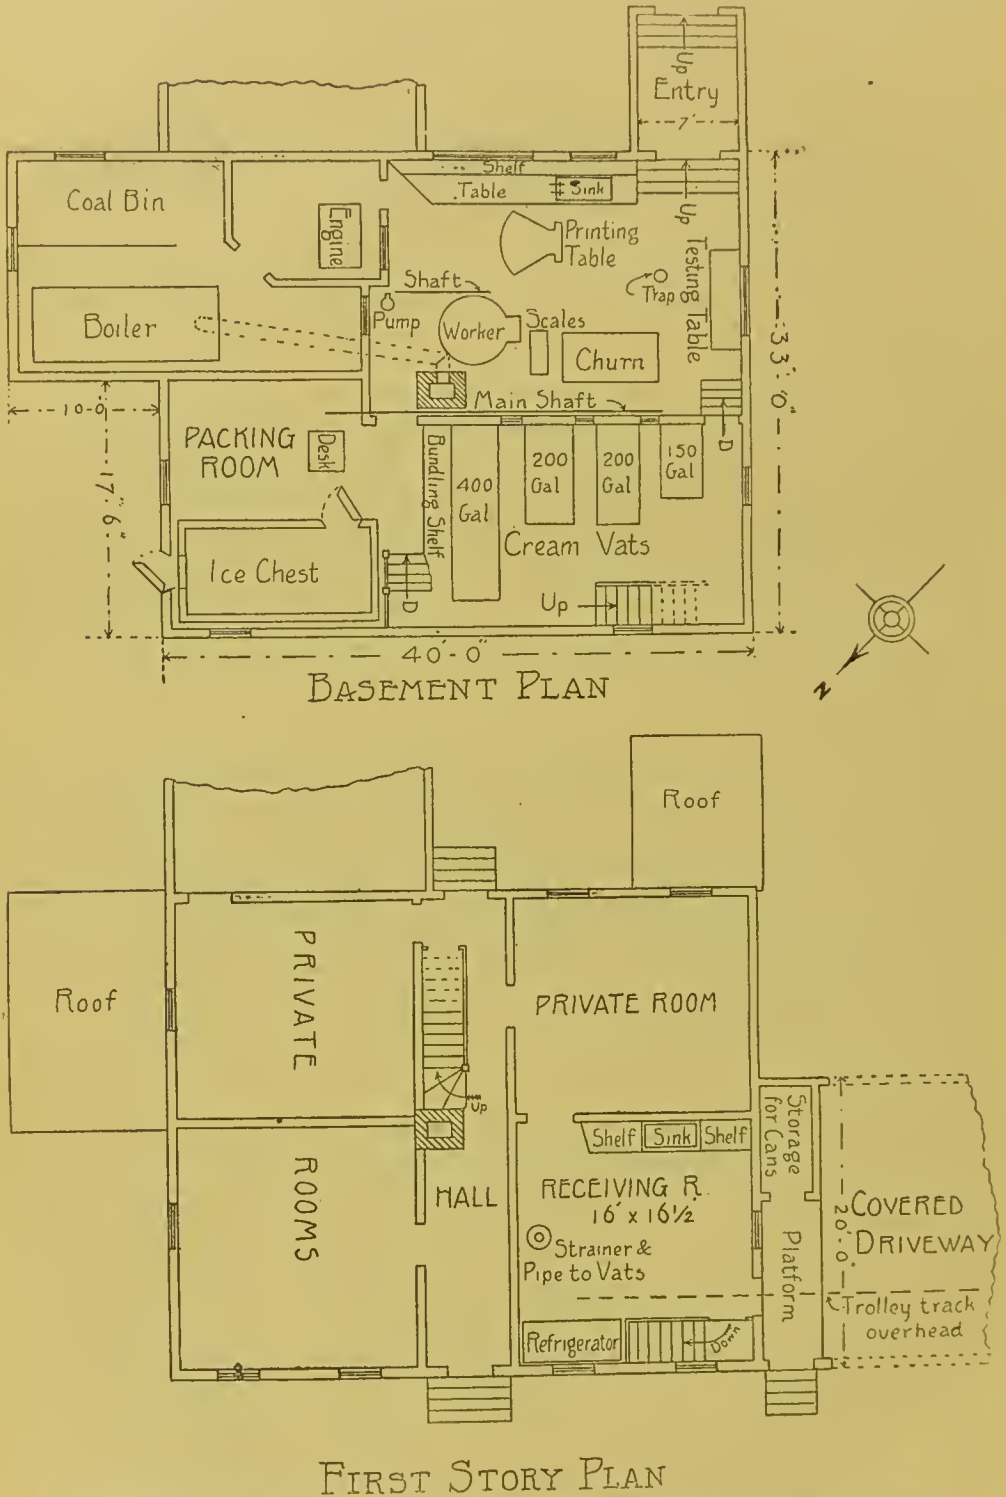 Up
Entry
7'
Coal Bin
Engine
Shelf
Table
Sink
Up
Printing
Table
Testing Table
Trap
Shaft
Pump
Worker
Scales
Churn
Boiler
33'-0"
10-0"
Main Shaft
D
PACKING
ROOM
Desk
Bundling Shelf
400
Gal
200
Gal
200
Gal
150
Gal
Cream Vats
17'-6"
Ice Chest
D
Up
40'-0"
N
BASEMENT PLAN
Roof
Roof
PRIVATE
ROOMS
Up
HALL
PRIVATE ROOM
Shelf
Sink
Shelf
RECEIVING R.
16' x 16½
Strainer &
Pipe to Vats
Refrigerator
Down
Storage
for Cans
Platform
20'-0"
COVERED
DRIVEWAY
Trolley track
overhead
FIRST STORY PLAN